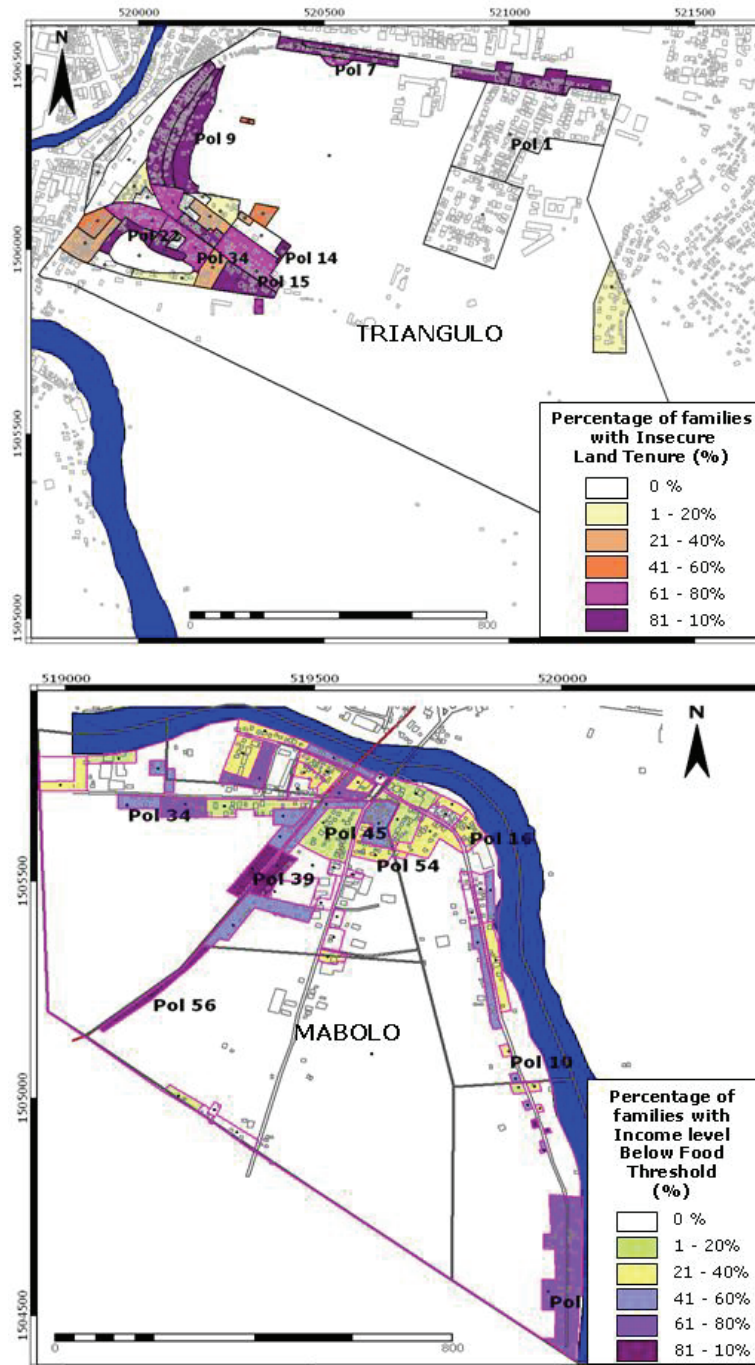 520000 520500 521000 521500
N
1506500
Pol 7
Pol 9
Pol 1
Pol 22
Pol 34
Pol 14
Pol 15
TRIANGULO
1505500
1505000
Percentage of families
with Insecure
Land Tenure (%)
0 %
1 - 20%
21 - 40%
41 - 60%
61 - 80%
81 - 10%
0
800
519000 519500 520000
N
Pol 34
Pol 45
Pol 16
Pol 54
Pol 39
1505500
Pol 56
MABOLO
Pol 10
1505000
Pol
1504500
Percentage of
families with
Income level
Below Food
Threshold
(%)
0 %
1 - 20%
21 - 40%
41 - 60%
61 - 80%
81 - 10%
0
800